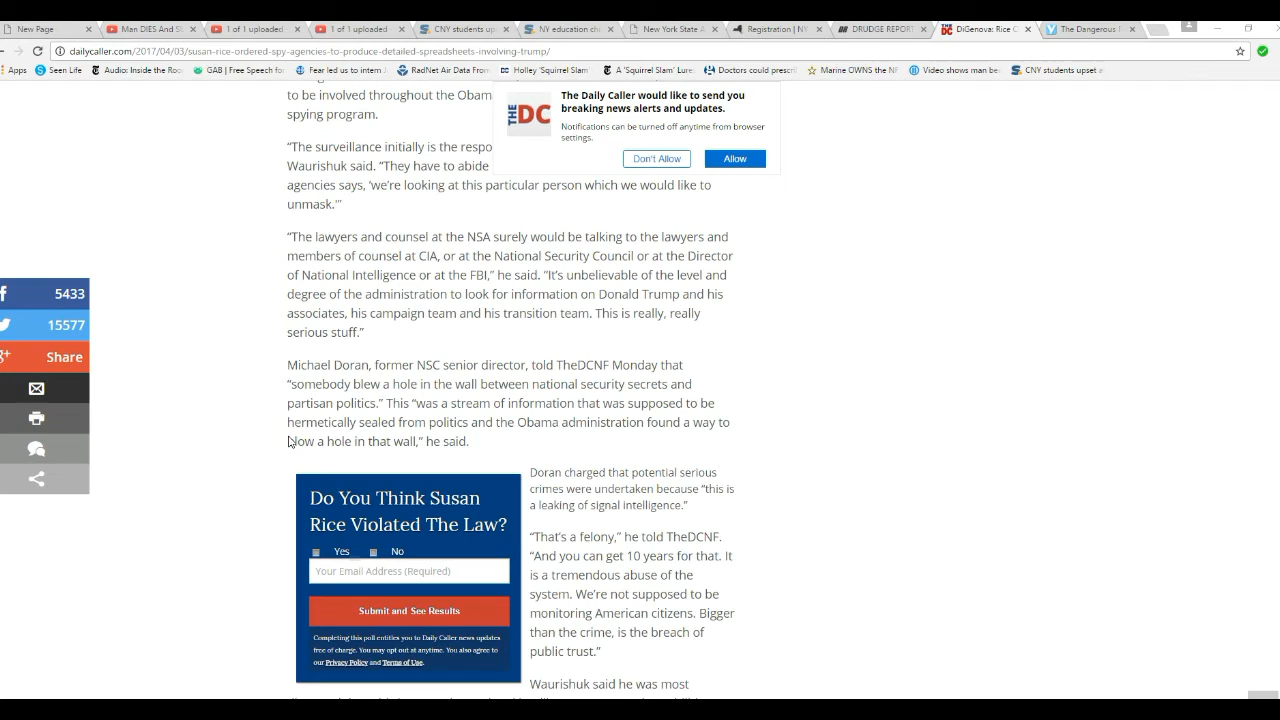 New Page
Man DIES And S
1 of 1 uploaded
1 of 1 uploaded
CNY students up
NY education ch
New York State A
Registration | NY
DRUDGE REPORT
DiGenova: Rice O
The Dangerous
dailycaller.com/2017/04/03/susan-rice-ordered-spy-agencies-to-produce-detailed-spreadsheets-involving-trump/
Apps
Seen Life
Audio: Inside the Roo
GAB | Free Speech fo
Fear led us to intern J
RadNet Air Data From
Holley 'Squirrel Slam'
A 'Squirrel Slam' Lure
Doctors could prescri
Marine OWNS the NF
Video shows man be
CNY students upset a
The Daily Caller would like to send you
breaking news alerts and updates.
Notifications can be turned off anytime from browser
settings.
Don't Allow
Allow
THE DC
to be involved throughout the Obam
spying program.
“The surveillance initially is the respo
Waurishuk said. “They have to abide
agencies says, ‘we’re looking at this particular person which we would like to
unmask.’”
“The lawyers and counsel at the NSA surely would be talking to the lawyers and
members of counsel at CIA, or at the National Security Council or at the Director
of National Intelligence or at the FBI,” he said. “It’s unbelievable of the level and
degree of the administration to look for information on Donald Trump and his
associates, his campaign team and his transition team. This is really, really
serious stuff.”
Michael Doran, former NSC senior director, told TheDCNF Monday that
“somebody blew a hole in the wall between national security secrets and
partisan politics.” This “was a stream of information that was supposed to be
hermetically sealed from politics and the Obama administration found a way to
blow a hole in that wall,” he said.
5433
15577
Share
Do You Think Susan
Rice Violated The Law?
Yes
No
Your Email Address (Required)
Submit and See Results
Completing this poll entitles you to Daily Caller news updates
free of charge. You may opt out at anytime. You also agree to
our Privacy Policy and Terms of Use.
Doran charged that potential serious
crimes were undertaken because “this is
a leaking of signal intelligence.”
“That’s a felony,” he told TheDCNF.
“And you can get 10 years for that. It
is a tremendous abuse of the
system. We’re not supposed to be
monitoring American citizens. Bigger
than the crime, is the breach of
public trust.”
Waurishuk said he was most